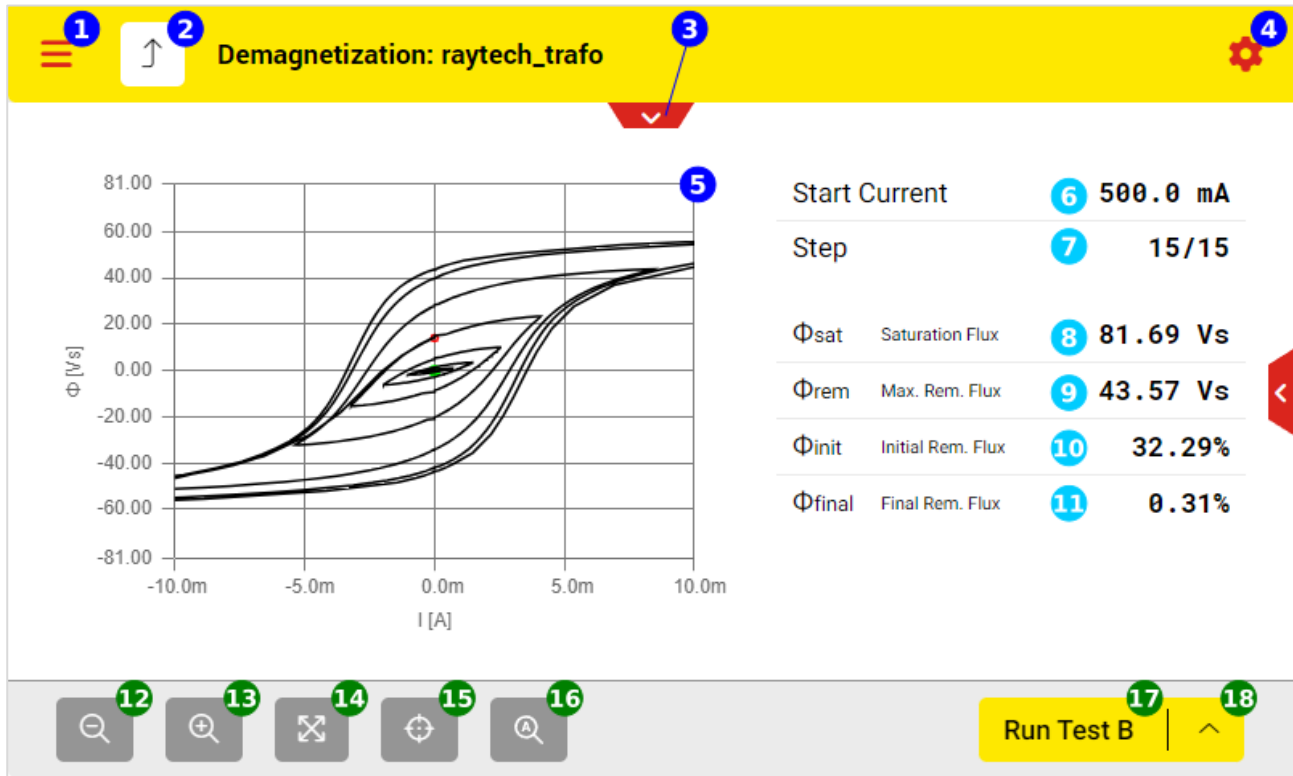 1 2 Demagnetization: raytech_trafo 3 4
5
81.00
60.00
40.00
20.00
0.00
-20.00
-40.00
-60.00
-81.00
Φ [Vs]
-10.0m -5.0m 0.0m 5.0m 10.0m
I [A]
Start Current 6 500.0 mA
Step 7 15/15
Φsat Saturation Flux 8 81.69 Vs
Φrem Max. Rem. Flux 9 43.57 Vs
Φinit Initial Rem. Flux 10 32.29%
Φfinal Final Rem. Flux 11 0.31%
12 13 14 15 16 17 18
A
Run Test B